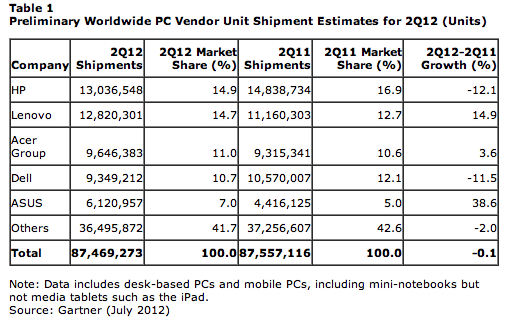 Table 1
Preliminary Worldwide PC Vendor Unit Shipment Estimates for 2Q12 (Units)
Company 2Q12 Shipments 2Q12 Market Share (%) 2Q11 Shipments 2Q11 Market Share (%) 2Q12-2Q11 Growth (%)
HP 13,036,548 14.9 14,838,734 16.9 -12.1
Lenovo 12,820,301 14.7 11,160,303 12.7 14.9
Acer Group 9,646,383 11.0 9,315,341 10.6 3.6
Dell 9,349,212 10.7 10,570,007 12.1 -11.5
ASUS 6,120,957 7.0 4,416,125 5.0 38.6
Others 36,495,872 41.7 37,256,607 42.6 -2.0
Total 87,469,273 100.0 87,557,116 100.0 -0.1
Note: Data includes desk-based PCs and mobile PCs, including mini-notebooks but
not media tablets such as the iPad.
Source: Gartner (July 2012)